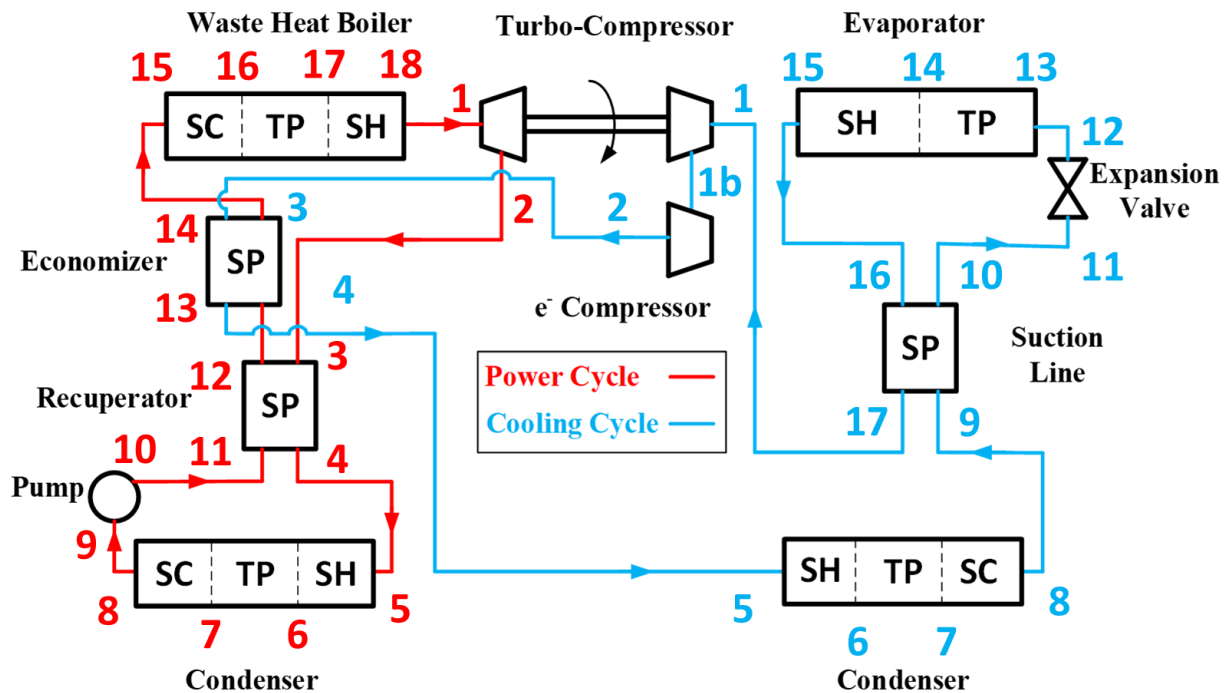 Waste Heat Boiler
Turbo-Compressor
Evaporator
15 16 17 18
SC TP SH
1
1
15 14 13
SH TP
12
Expansion
Valve
1b
2
2
3
14
SP
Economizer
13
4
e- Compressor
16 10 11
SP
Suction
Line
3
12
Recuperator
SP
Power Cycle
Cooling Cycle
17 9
10 11 4
Pump
9
SC TP SH
8 7 6 5
Condenser
SH TP SC
5 6 7 8
Condenser